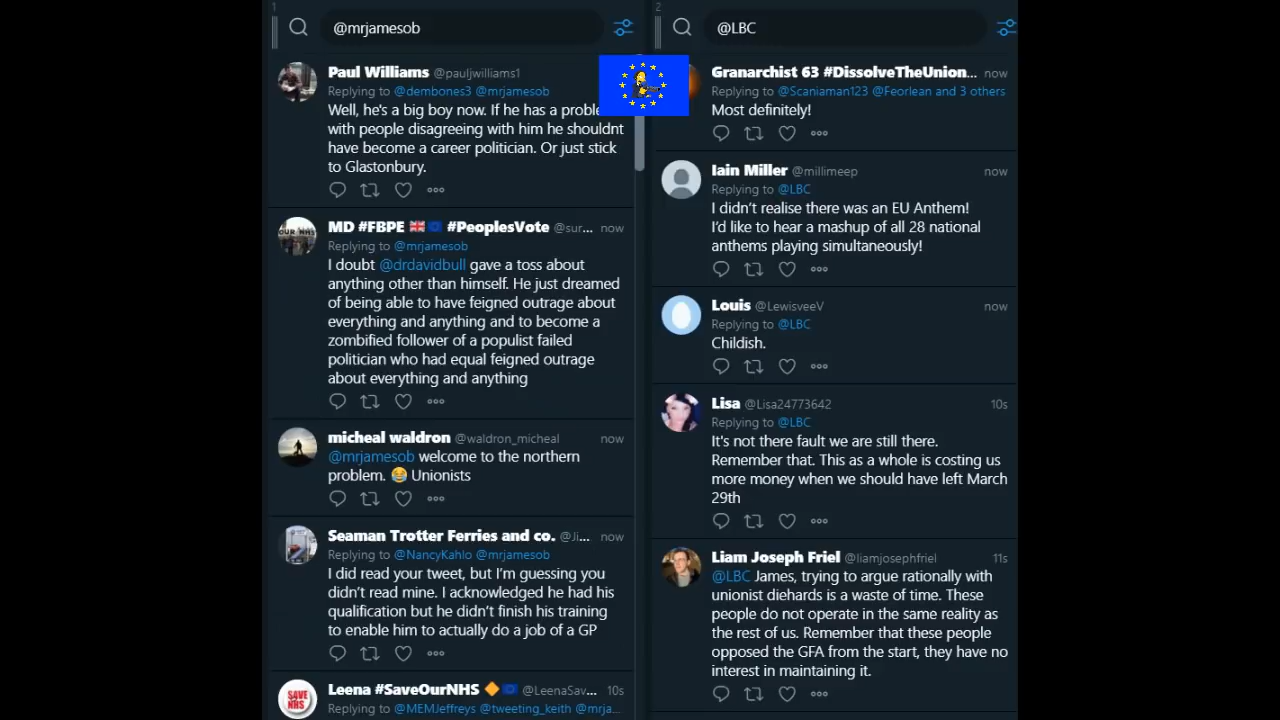 1
@mrjamesob
Paul Williams @pauljwilliams1
Replying to @dembones3 @mrjamesob
Well, he's a big boy now. If he has a proble
with people disagreeing with him he shouldnt
have become a career politician. Or just stick
to Glastonbury.
MD #FBPE 🇬🇧🇪🇺 #PeoplesVote @sur... now
Replying to @mrjamesob
I doubt @drdavidbull gave a toss about
anything other than himself. He just dreamed
of being able to have feigned outrage about
everything and anything and to become a
zombified follower of a populist failed
politician who had equal feigned outrage
about everything and anything
micheal waldron @waldron_micheal now
@mrjamesob welcome to the northern
problem. 😂 Unionists
Seaman Trotter Ferries and co. @Ji... now
Replying to @NancyKahlo @mrjamesob
I did read your tweet, but I'm guessing you
didn't read mine. I acknowledged he had his
qualification but he didn't finish his training
to enable him to actually do a job of a GP
SAVE NHS
Leena #SaveOurNHS 🔶🇪🇺 @LeenaSav... 10s
Replying to @MEMJeffreys @tweeting_keith @mrja...
2
@LBC
Granarchist 63 #DissolveTheUnion... now
Replying to @Scaniaman123 @Feorlean and 3 others
Most definitely!
Iain Miller @millimeep now
Replying to @LBC
I didn't realise there was an EU Anthem!
I'd like to hear a mashup of all 28 national
anthems playing simultaneously!
Louis @LewisveeV now
Replying to @LBC
Childish.
Lisa @Lisa24773642 10s
Replying to @LBC
It's not there fault we are still there.
Remember that. This as a whole is costing us
more money when we should have left March
29th
Liam Joseph Friel @liamjosephfriel 11s
@LBC James, trying to argue rationally with
unionist diehards is a waste of time. These
people do not operate in the same reality as
the rest of us. Remember that these people
opposed the GFA from the start, they have no
interest in maintaining it.